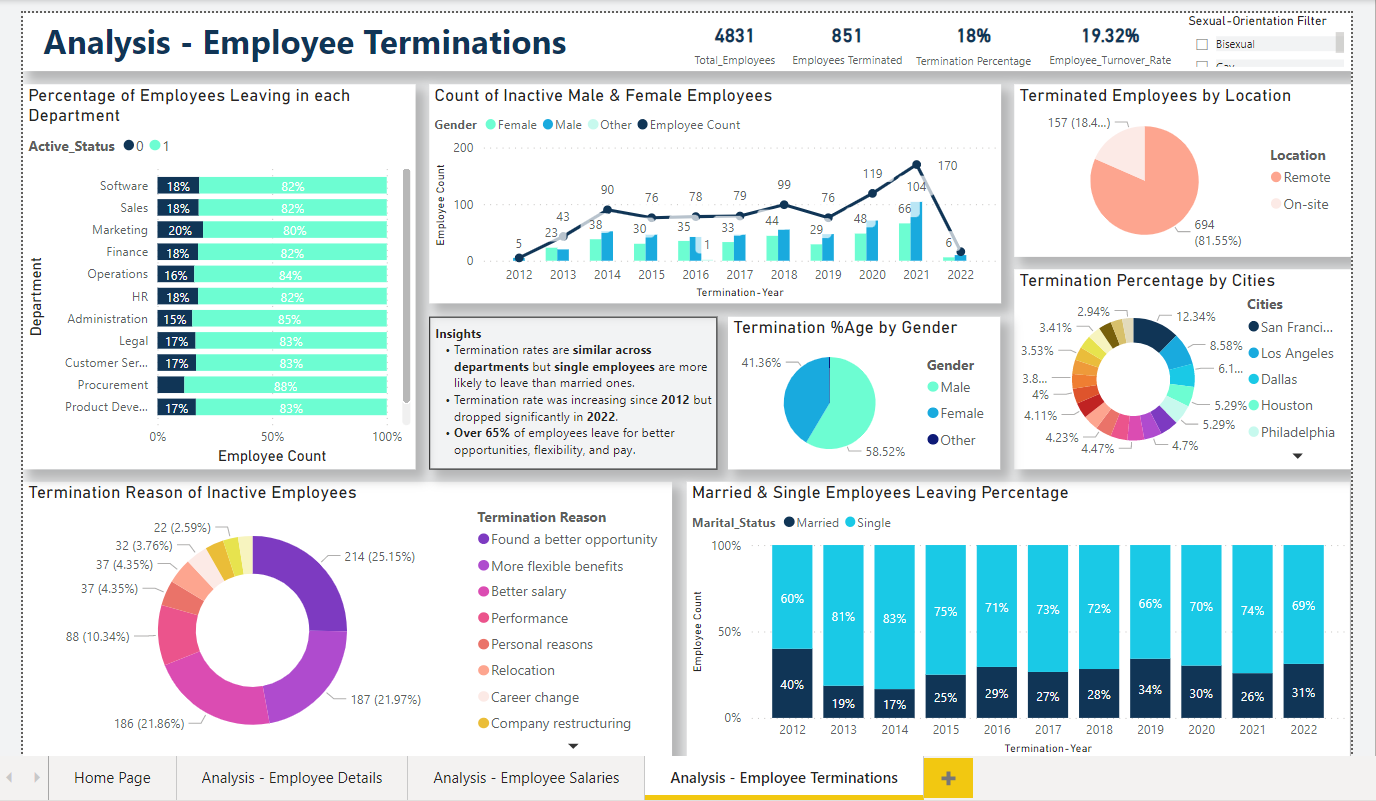 Analysis - Employee Terminations
4831
Total_Employees
851
Employees Terminated
18%
Termination Percentage
19.32%
Employee_Turnover_Rate
Sexual-Orientation Filter
Bisexual
Percentage of Employees Leaving in each
Department
Active_Status 0 1
Department
Software 18% 82%
Sales 18% 82%
Marketing 20% 80%
Finance 18% 82%
Operations 16% 84%
HR 18% 82%
Administration 15% 85%
Legal 17% 83%
Customer Ser... 17% 83%
Procurement 88%
Product Deve... 17% 83%
0% 50% 100%
Employee Count
Count of Inactive Male & Female Employees
Gender Female Male Other Employee Count
Employee Count
200
100
0
5 43 90 76 78 79 99 76 119 170 6
23 38 30 35 1 33 44 29 48 66 104
2012 2013 2014 2015 2016 2017 2018 2019 2020 2021 2022
Termination-Year
Insights
• Termination rates are similar across
departments but single employees are more
likely to leave than married ones.
• Termination rate was increasing since 2012 but
dropped significantly in 2022.
• Over 65% of employees leave for better
opportunities, flexibility, and pay.
Termination %Age by Gender
41.36%
58.52%
Gender
Male
Female
Other
Terminated Employees by Location
157 (18.4...)
694
(81.55%)
Location
Remote
On-site
Termination Percentage by Cities
12.34%
8.58%
6.1...
5.29%
5.29%
4.7%
4.47%
4.23%
4.11%
4%
3.8...
3.53%
3.41%
2.94%
Cities
San Franci...
Los Angeles
Dallas
Houston
Philadelphia
Termination Reason of Inactive Employees
214 (25.15%)
187 (21.97%)
186 (21.86%)
88 (10.34%)
37 (4.35%)
37 (4.35%)
32 (3.76%)
22 (2.59%)
Termination Reason
Found a better opportunity
More flexible benefits
Better salary
Performance
Personal reasons
Relocation
Career change
Company restructuring
Married & Single Employees Leaving Percentage
Marital_Status Married Single
Employee Count
100%
50%
0%
60% 81% 83% 75% 71% 73% 72% 66% 70% 74% 69%
40% 19% 17% 25% 29% 27% 28% 34% 30% 26% 31%
2012 2013 2014 2015 2016 2017 2018 2019 2020 2021 2022
Termination-Year
Home Page
Analysis - Employee Details
Analysis - Employee Salaries
Analysis - Employee Terminations